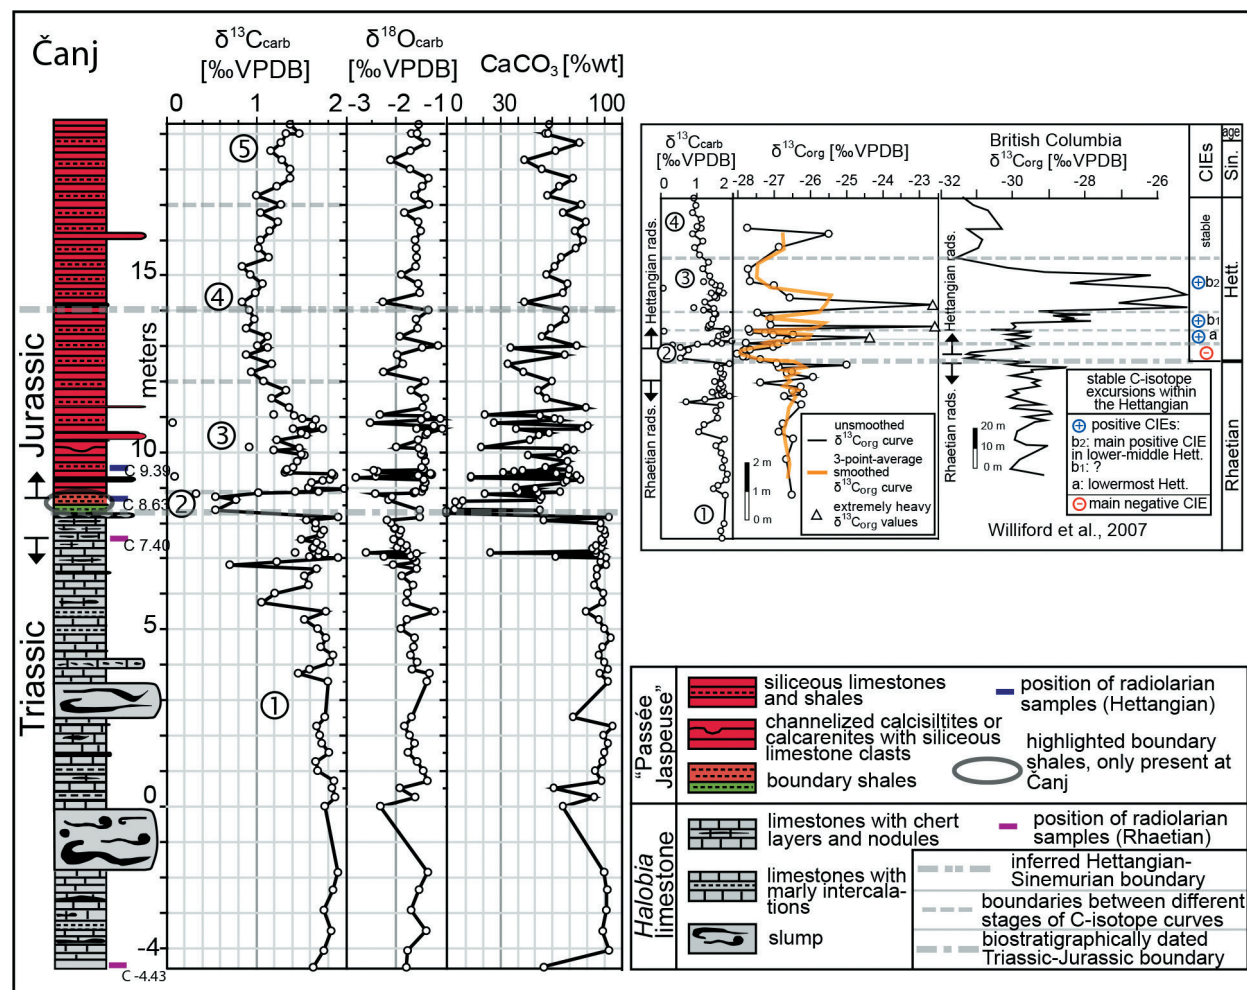 Čanj
δ¹³Ccarb
[‰VPDB]
δ¹⁸Ocarb
[‰VPDB]
CaCO₃ [%wt]
0 1 2
-3 -2 -1
0 30 100
Jurassic
Triassic
meters
15
10
5
0
-4
C 9.39
C 8.63
C 7.40
C -4.43
⑤
④
③
②
①
δ¹³Ccarb
[‰VPDB]
0 1 2
δ¹³Corg [‰VPDB]
-28 -27 -26 -25 -24 -23
British Columbia
δ¹³Corg [‰VPDB]
-32 -30 -28 -26
CIEs
age
Sin.
Hett.
Rhaetian
stable
b₂
b₁
a
Hettangian rads.
Rhaetian rads.
Hettangian rads.
Rhaetian rads.
④
③
②
①
2 m
1 m
0 m
unsmoothed
δ¹³Corg curve
3-point-average
smoothed
δ¹³Corg curve
extremely heavy
δ¹³Corg values
20 m
10 m
0 m
stable C-isotope
excursions within
the Hettangian
positive CIEs:
b₂: main positive CIE
in lower-middle Hett.
b₁: ?
a: lowermost Hett.
main negative CIE
Williford et al., 2007
“Passée
Jaspeuse”
siliceous limestones
and shales
channelized calcisiltites or
calcarenites with siliceous
limestone clasts
boundary shales
position of radiolarian
samples (Hettangian)
highlighted boundary
shales, only present at
Čanj
Halobia
limestone
limestones with chert
layers and nodules
limestones with
marly intercala-
tions
slump
position of radiolarian
samples (Rhaetian)
inferred Hettangian-
Sinemurian boundary
boundaries between different
stages of C-isotope curves
biostratigraphically dated
Triassic-Jurassic boundary